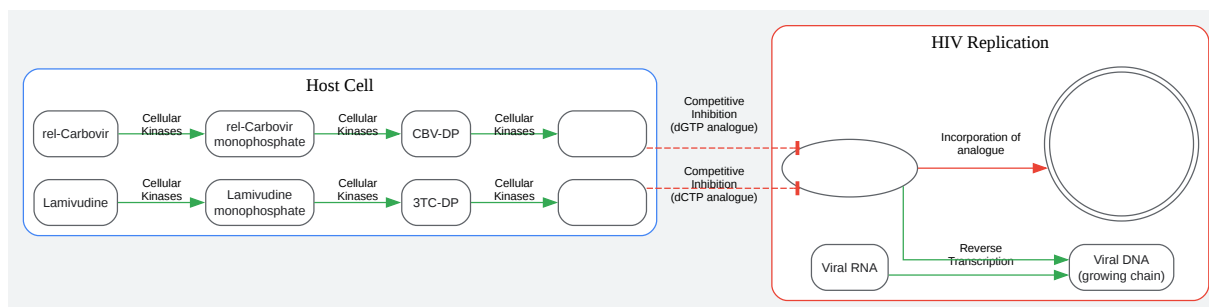 HIV Replication
Host Cell
rel-Carbovir
Cellular
Kinases
rel-Carbovir
monophosphate
Cellular
Kinases
CBV-DP
Cellular
Kinases
Competitive
Inhibition
(dGTP analogue)
Incorporation of
analogue
Lamivudine
Cellular
Kinases
Lamivudine
monophosphate
Cellular
Kinases
3TC-DP
Cellular
Kinases
Competitive
Inhibition
(dCTP analogue)
Viral RNA
Reverse
Transcription
Viral DNA
(growing chain)